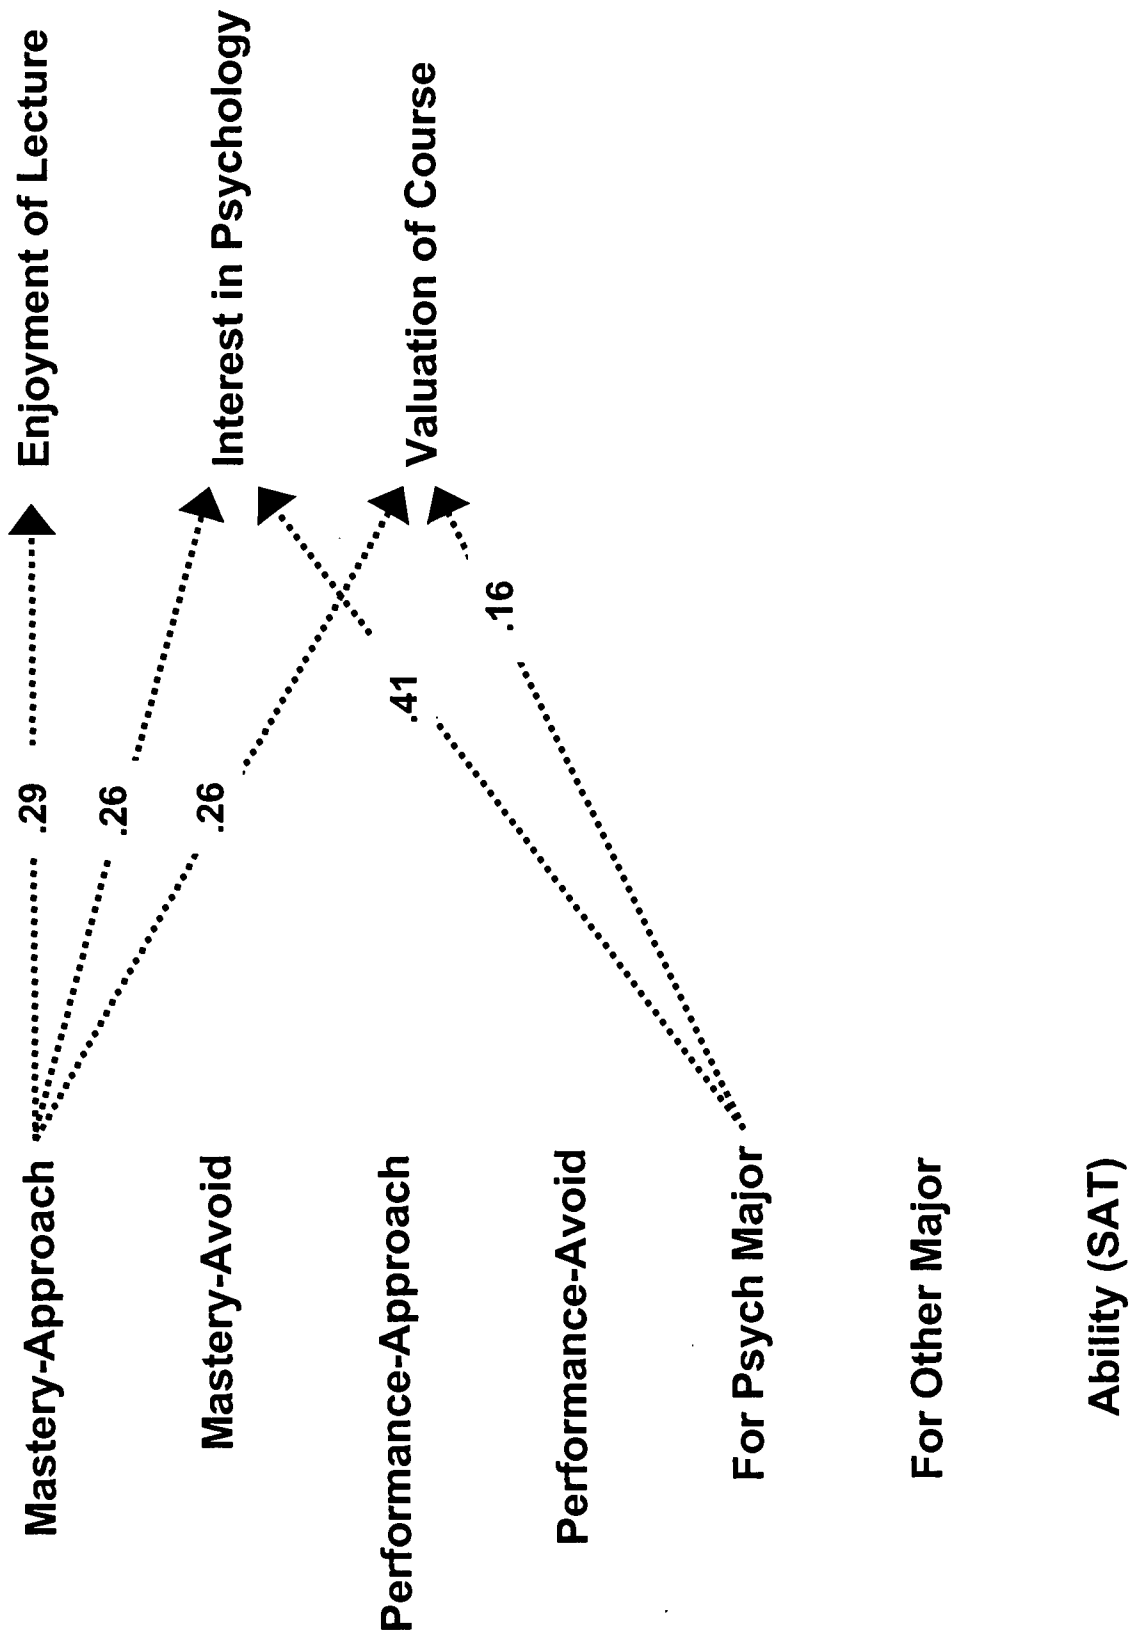 Mastery-Approach
Mastery-Avoid
Performance-Approach
Performance-Avoid
For Psych Major
For Other Major
Ability (SAT)
.29
.26
.26
.41
.16
Enjoyment of Lecture
Interest in Psychology
Valuation of Course